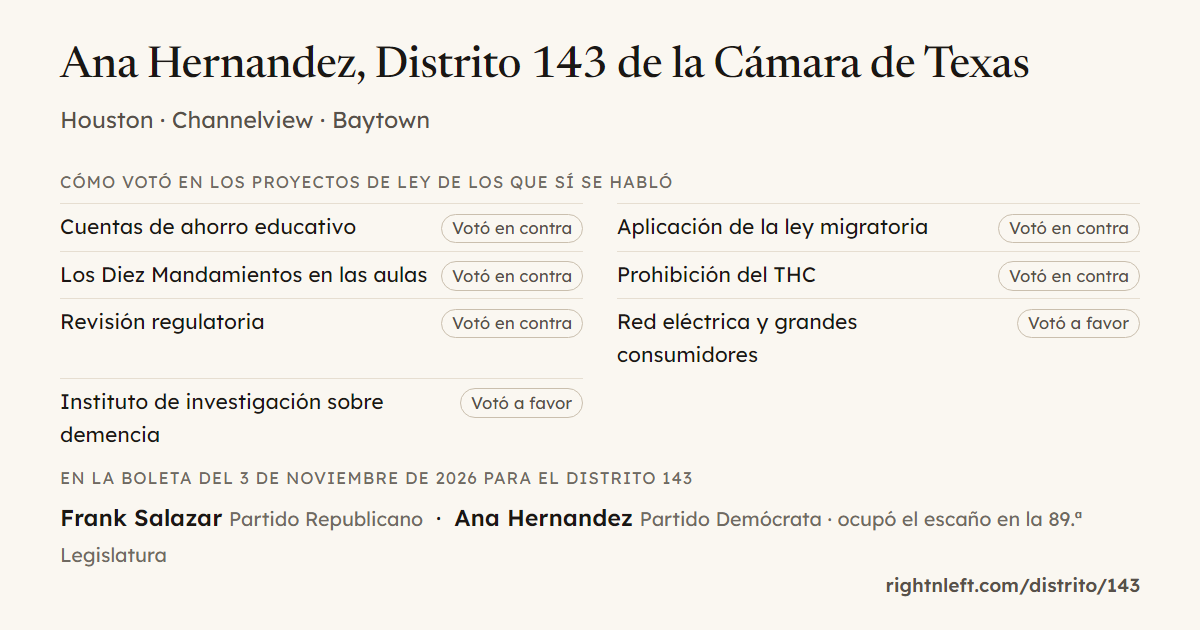 Ana Hernandez, Distrito 143 de la Cámara de Texas
Houston · Channelview · Baytown
CÓMO VOTÓ EN LOS PROYECTOS DE LEY DE LOS QUE SÍ SE HABLÓ
Cuentas de ahorro educativo Votó en contra
Aplicación de la ley migratoria Votó en contra
Los Diez Mandamientos en las aulas Votó en contra
Prohibición del THC Votó en contra
Revisión regulatoria Votó en contra
Red eléctrica y grandes Votó a favor
consumidores
Instituto de investigación sobre Votó a favor
demencia
EN LA BOLETA DEL 3 DE NOVIEMBRE DE 2026 PARA EL DISTRITO 143
Frank Salazar Partido Republicano · Ana Hernandez Partido Demócrata · ocupó el escaño en la 89.ª
Legislatura
rightnleft.com/distrito/143